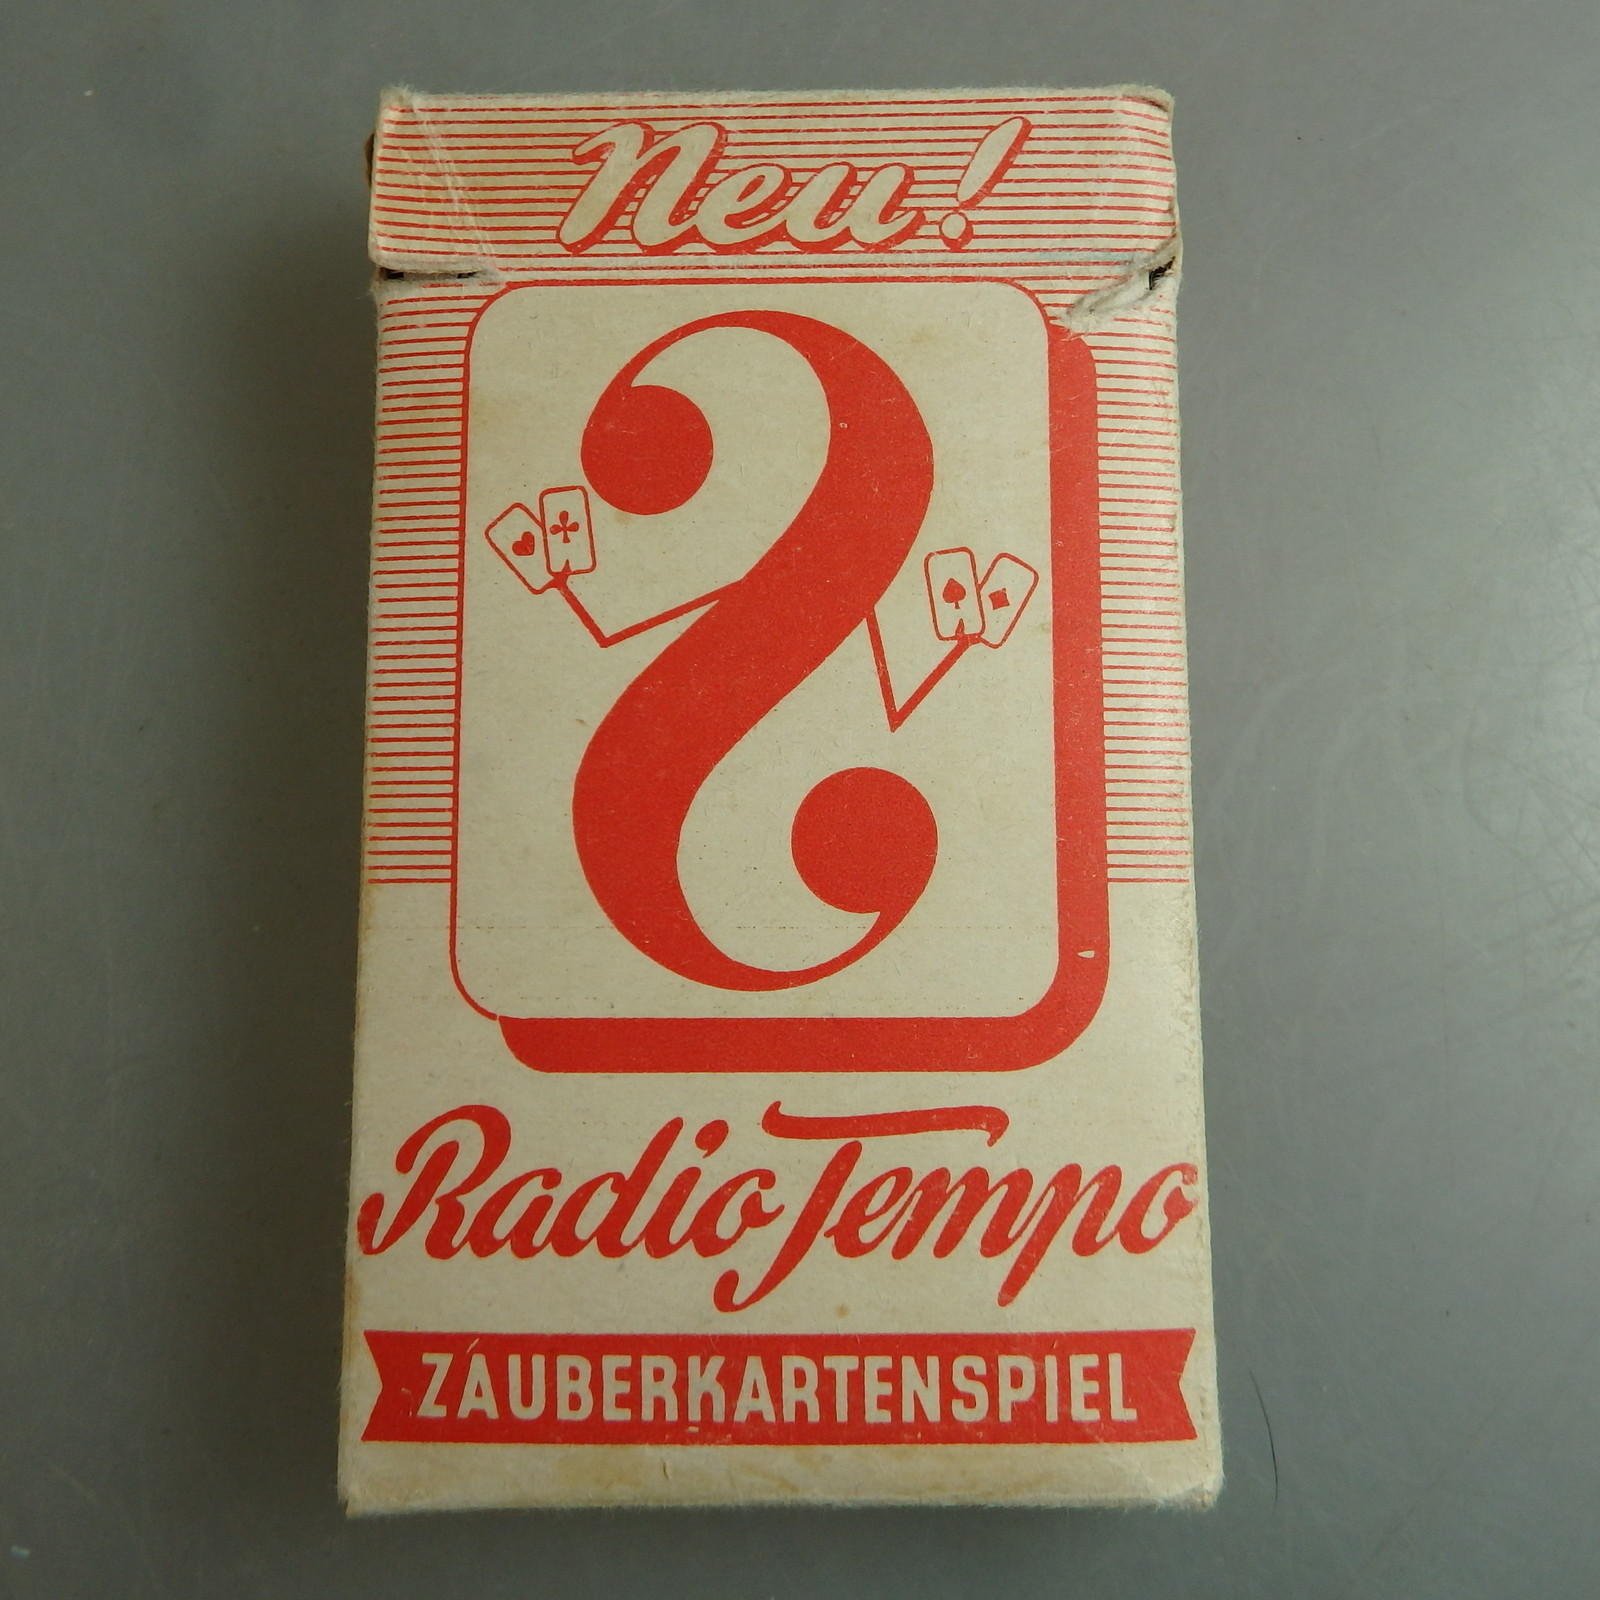 Neu!
Radio Tempo
ZAUBERKARTENSPIEL